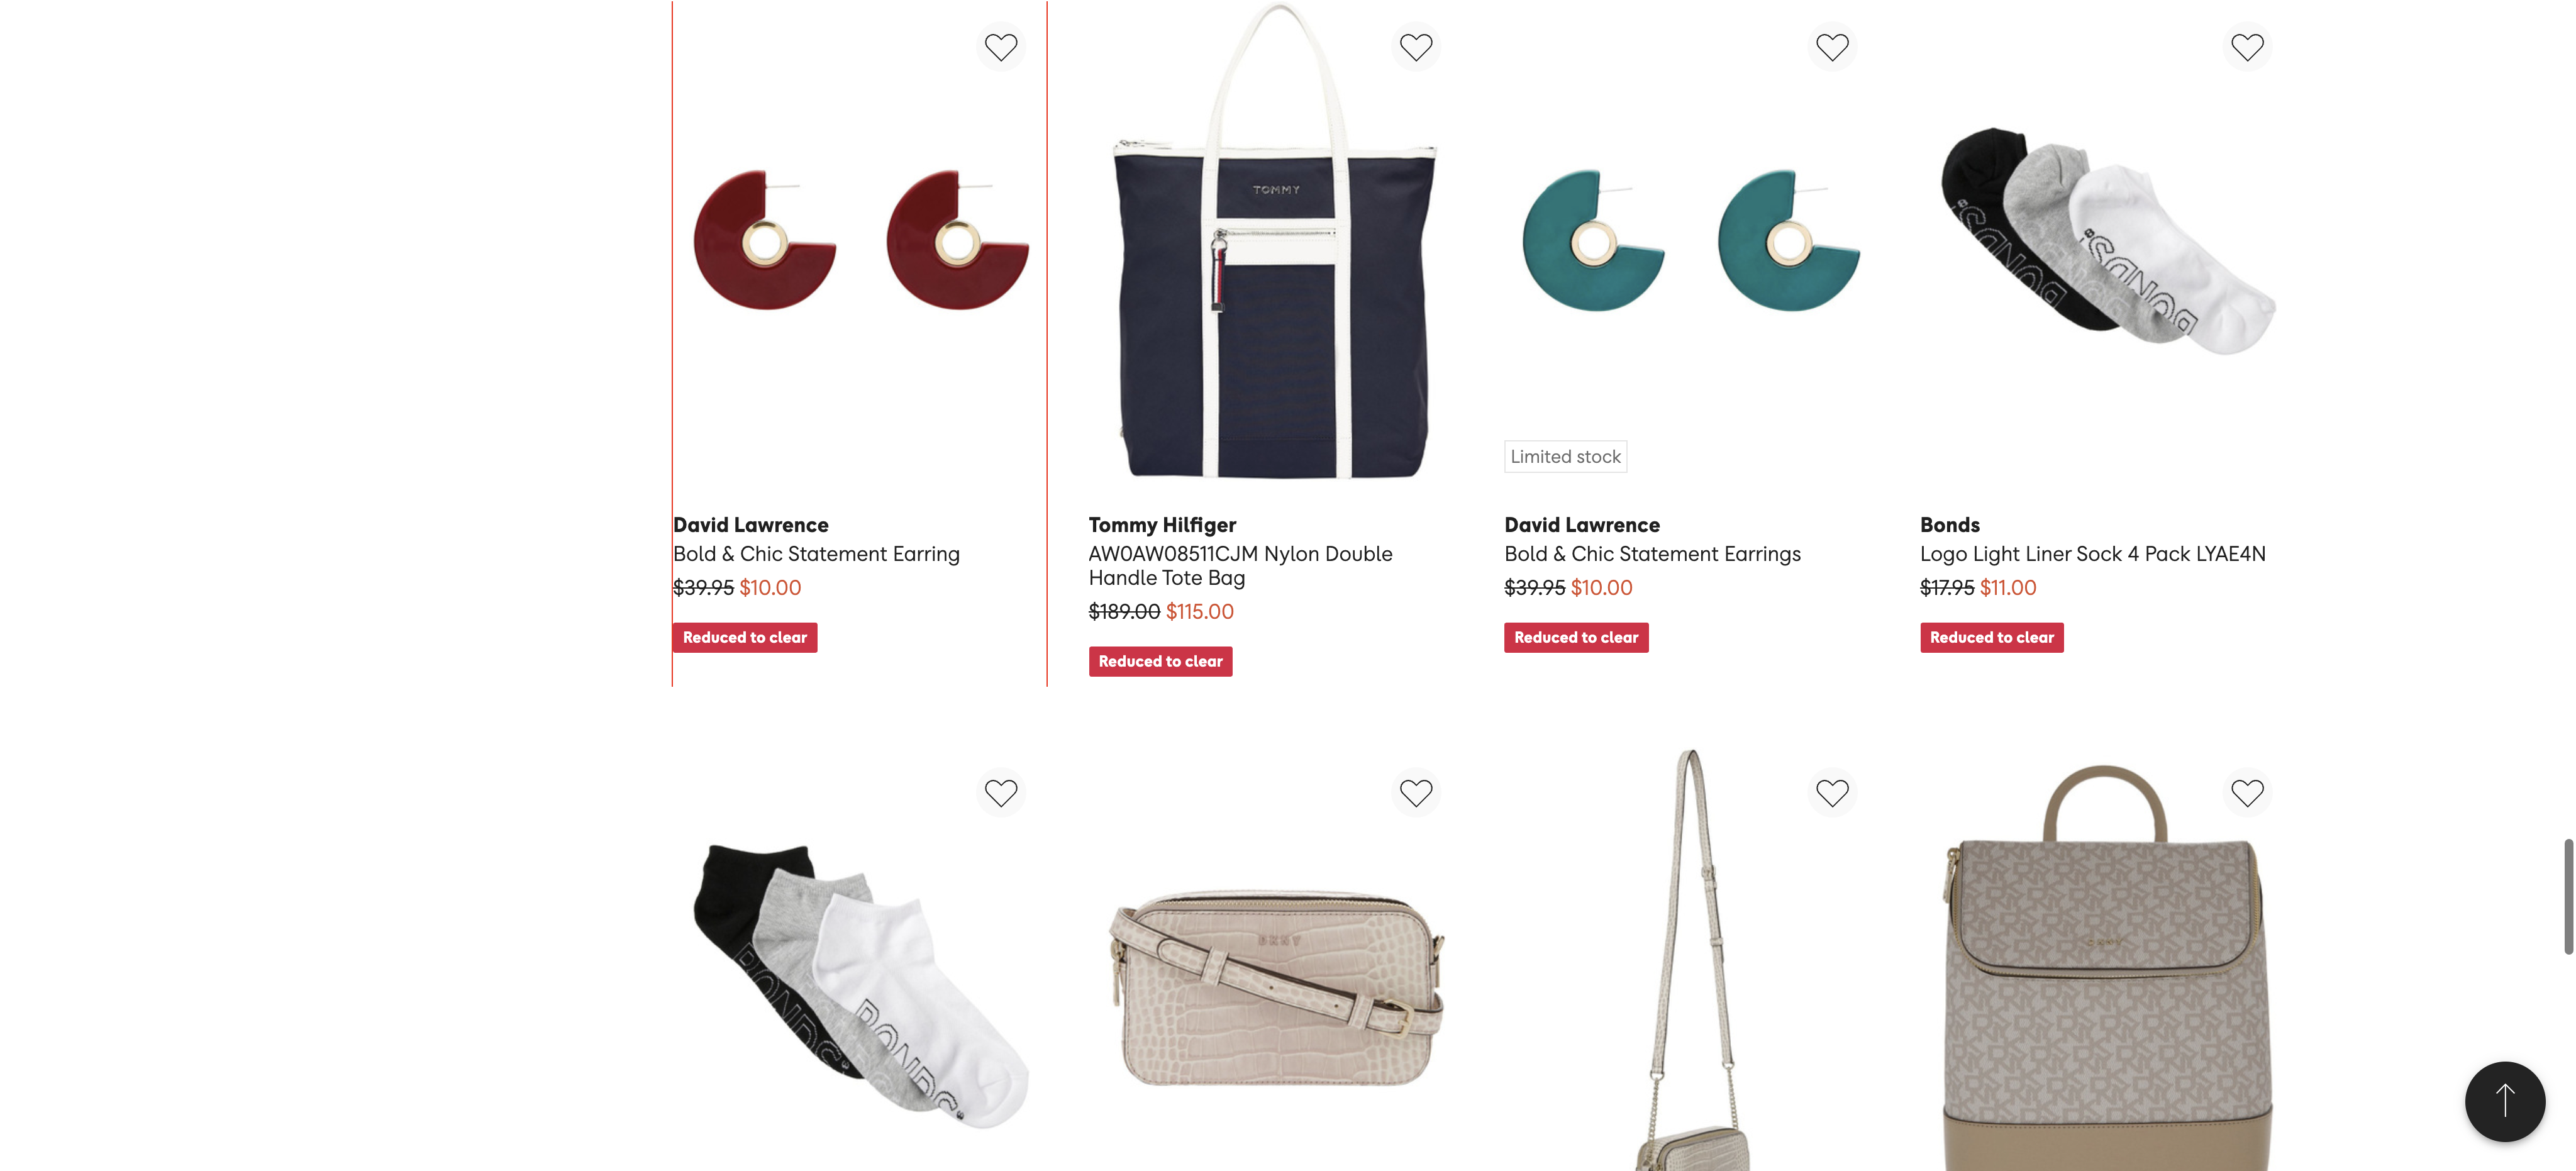 TOMMY
BONDS
BONDS
Limited stock
David Lawrence
Bold & Chic Statement Earring
$39.95 $10.00
Reduced to clear
Tommy Hilfiger
AW0AW08511CJM Nylon Double
Handle Tote Bag
$189.00 $115.00
Reduced to clear
David Lawrence
Bold & Chic Statement Earrings
$39.95 $10.00
Reduced to clear
Bonds
Logo Light Liner Sock 4 Pack LYAE4N
$17.95 $11.00
Reduced to clear
BONDS
BONDS
DKNY